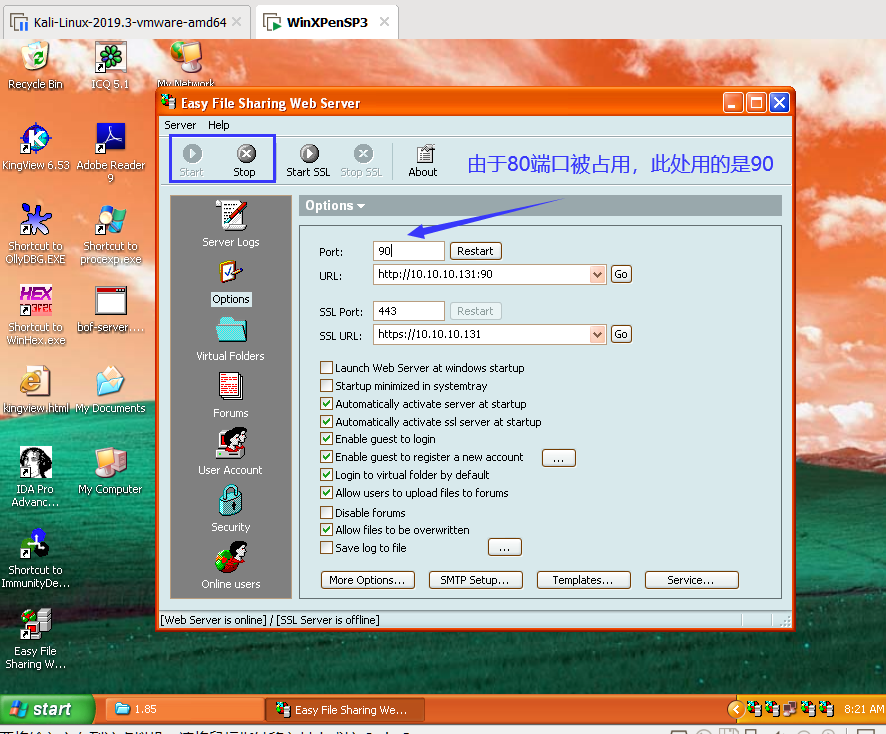 Kali-Linux-2019.3-vmware-amd64
WinXPenSP3
Recycle Bin
ICQ 5.1
My Network
KingView 6.53
Adobe Reader
9
Shortcut to
OllyDBG.EXE
Shortcut to
procexp.exe
Shortcut to
WinHex.exe
bof-server....
kingview.html
My Documents
IDA Pro
Advanc...
My Computer
Shortcut to
ImmunityDe...
Easy File
Sharing W...
Easy File Sharing Web Server
Server Help
Start
Stop
Start SSL
Stop SSL
About
由于80端口被占用，此处用的是90
Server Logs
Options
Virtual Folders
Forums
User Account
Security
Online users
Options
Port: 90 Restart
URL: http://10.10.10.131:90 Go
SSL Port: 443 Restart
SSL URL: https://10.10.10.131 Go
Launch Web Server at windows startup
Startup minimized in systemtray
Automatically activate server at startup
Automatically activate ssl server at startup
Enable guest to login
Enable guest to register a new account ...
Login to virtual folder by default
Allow users to upload files to forums
Disable forums
Allow files to be overwritten
Save log to file ...
More Options... SMTP Setup... Templates... Service...
[Web Server is online] / [SSL Server is offline]
start
1.85
Easy File Sharing We...
8:21 AM